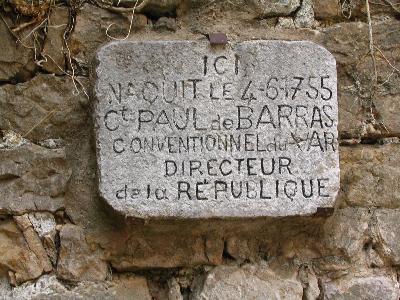 ICI
NAQUIT LE 4-6 1755
Ct PAUL de BARRAS
CONVENTIONNEL du VAR
DIRECTEUR
de la RÉPUBLIQUE